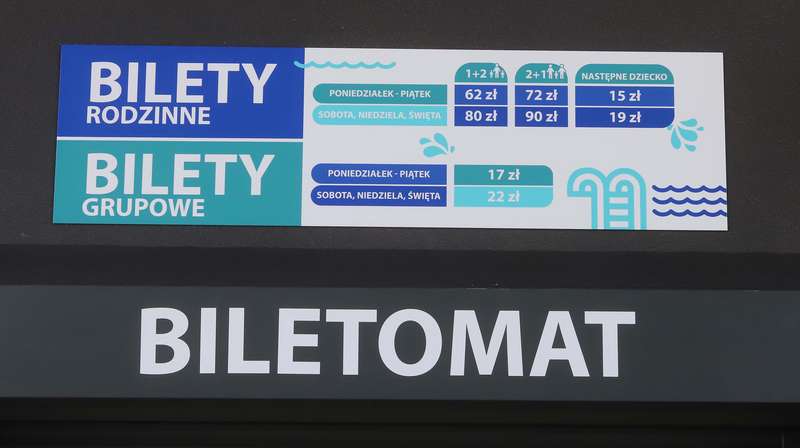 BILETY
RODZINNE
1+2 2+1 NASTĘPNE DZIECKO
PONIEDZIAŁEK - PIĄTEK 62 zł 72 zł 15 zł
SOBOTA, NIEDZIELA, ŚWIĘTA 80 zł 90 zł 19 zł
BILETY
GRUPOWE
PONIEDZIAŁEK - PIĄTEK 17 zł
SOBOTA, NIEDZIELA, ŚWIĘTA 22 zł
BILETOMAT